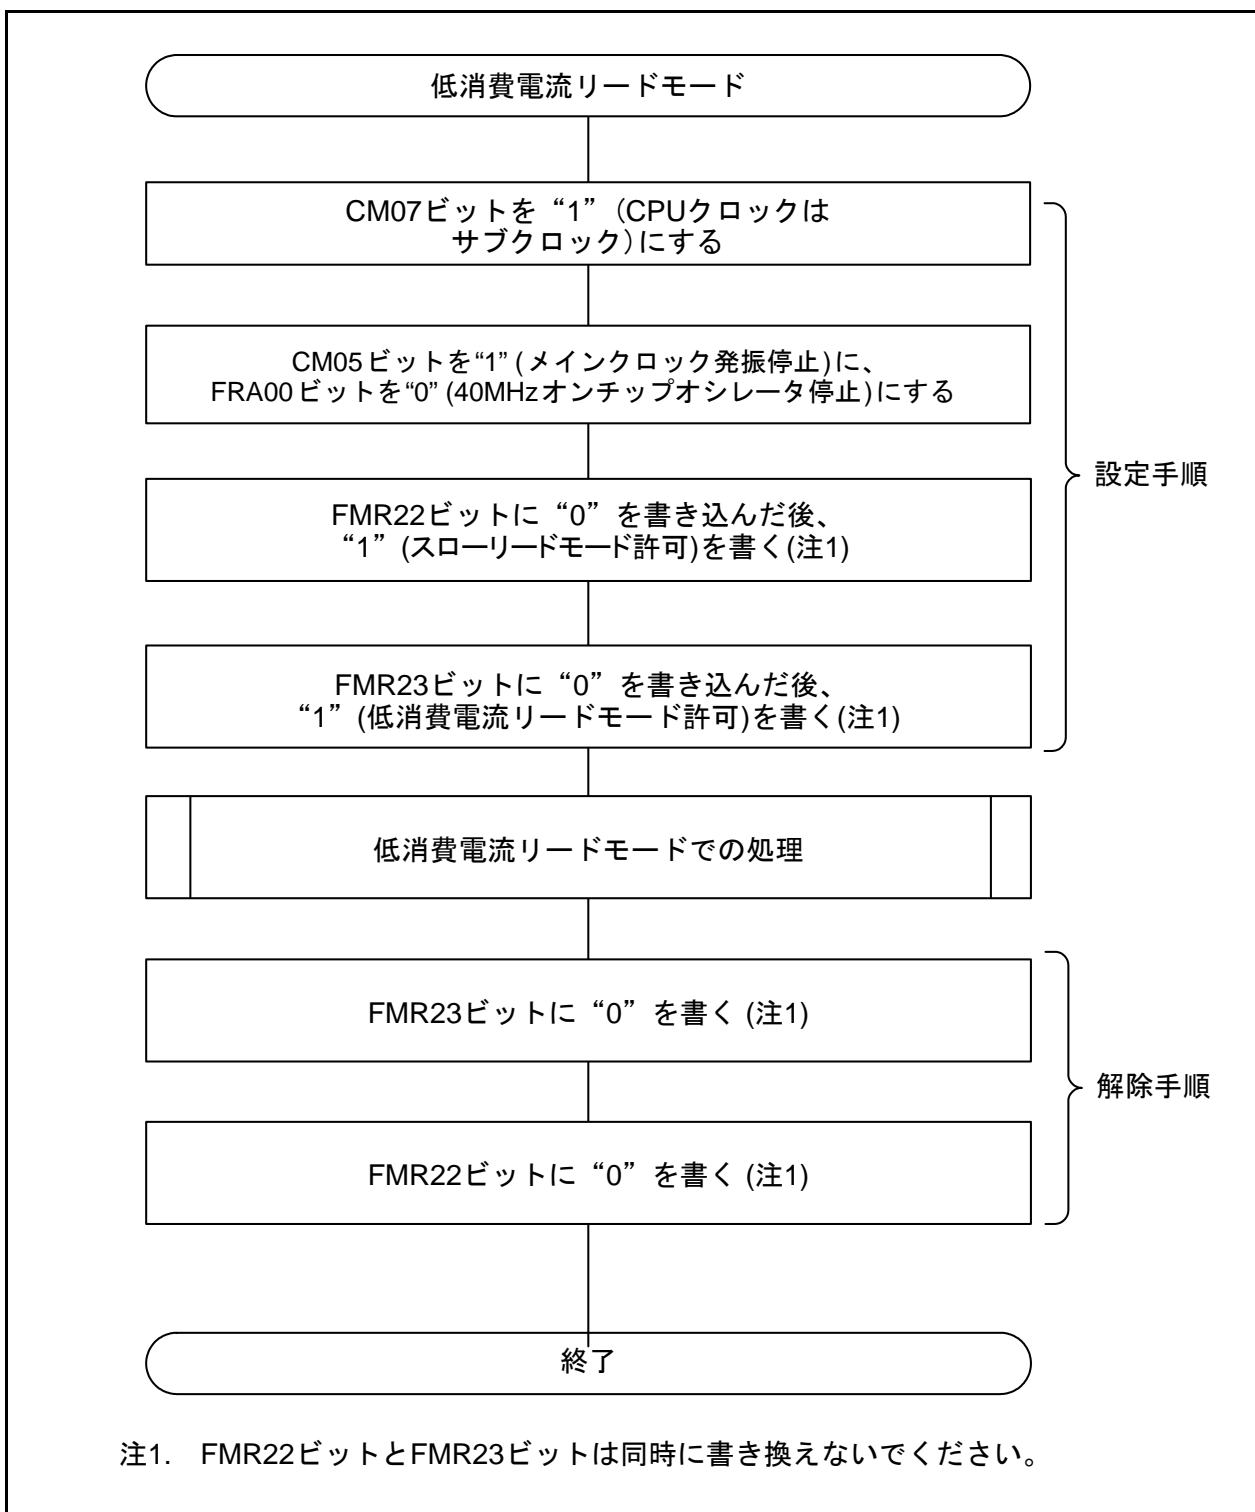 低消費電流リードモード
CM07ビットを“1”（CPUクロックは
サブクロック）にする
CM05ビットを“1” (メインクロック発振停止)に、
FRA00ビットを“0” (40MHzオンチップオシレータ停止)にする
FMR22ビットに“0”を書き込んだ後、
“1” (スローリードモード許可)を書く(注1)
設定手順
FMR23ビットに“0”を書き込んだ後、
“1” (低消費電流リードモード許可)を書く(注1)
低消費電流リードモードでの処理
FMR23ビットに“0”を書く (注1)
解除手順
FMR22ビットに“0”を書く (注1)
終了
注1. FMR22ビットとFMR23ビットは同時に書き換えないでください。